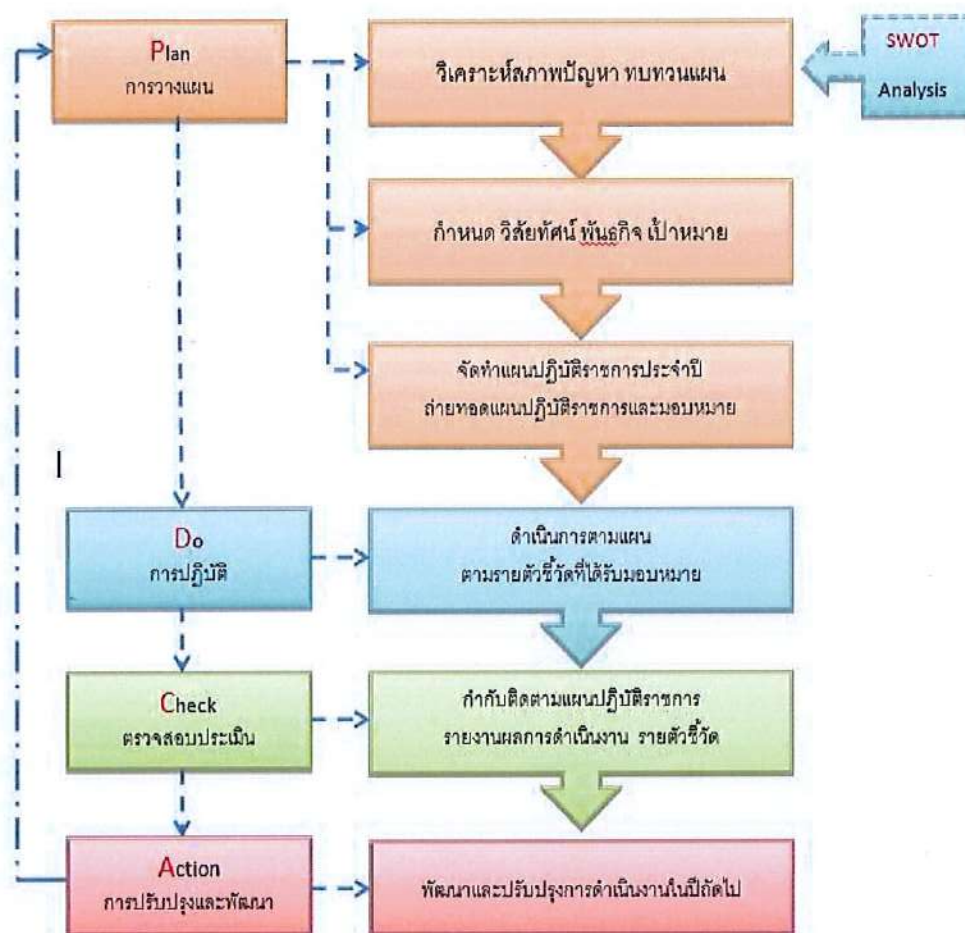 Plan
การวางแผน
วิเคราะห์สภาพปัญหา ทบทวนแผน
SWOT
Analysis
กำหนด วิสัยทัศน์ พันธกิจ เป้าหมาย
จัดทำแผนปฏิบัติราชการประจำปี
ถ่ายทอดแผนปฏิบัติราชการและมอบหมาย
Do
การปฏิบัติ
ดำเนินการตามแผน
ตามรายตัวชี้วัดที่ได้รับมอบหมาย
Check
ตรวจสอบประเมิน
กำกับติดตามแผนปฏิบัติราชการ
รายงานผลการดำเนินงาน รายตัวชี้วัด
Action
การปรับปรุงและพัฒนา
พัฒนาและปรับปรุงการดำเนินงานในปีถัดไป